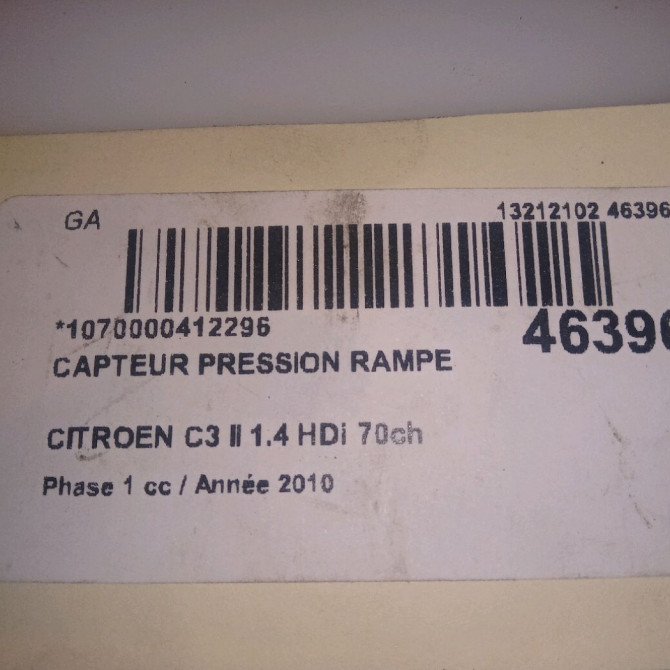 GA
13212102 46396
*1070000412296
46396
CAPTEUR PRESSION RAMPE
CITROEN C3 II 1.4 HDi 70ch
Phase 1 cc / Année 2010